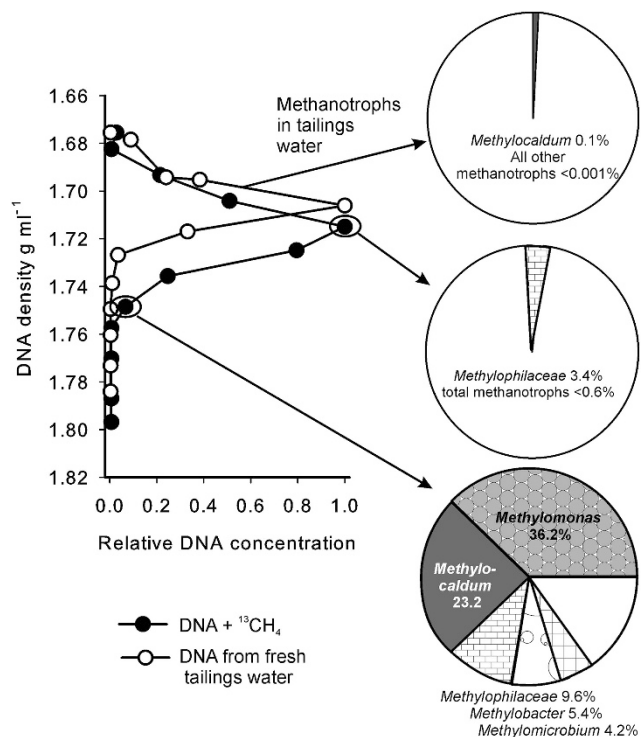 Methanotrophs
in tailings
water
Methylocaldum 0.1%
All other
methanotrophs <0.001%
1.66
1.68
1.70
1.72
1.74
1.76
1.78
1.80
1.82
DNA density g ml⁻¹
0.0 0.2 0.4 0.6 0.8 1.0
Relative DNA concentration
Methylophilaceae 3.4%
total methanotrophs <0.6%
Methylomonas
36.2%
Methylo-
caldum
23.2
Methylophilaceae 9.6%
Methylobacter 5.4%
Methylomicrobium 4.2%
DNA + ¹³CH₄
DNA from fresh
tailings water